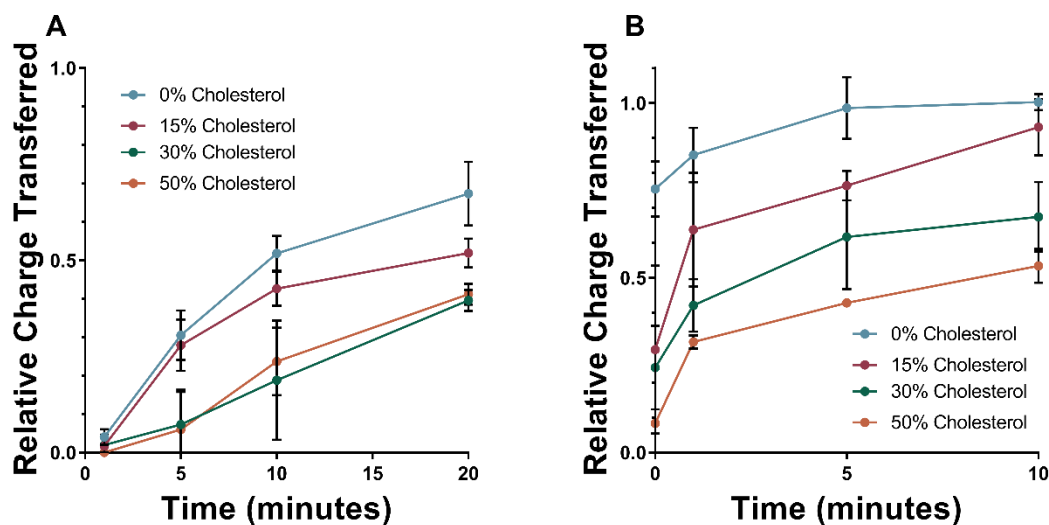 A
Relative Charge Transferred
1.0
0.5
0.0
0% Cholesterol
15% Cholesterol
30% Cholesterol
50% Cholesterol
0
5
10
15
20
Time (minutes)
B
Relative Charge Transferred
1.0
0.5
0.0
0% Cholesterol
15% Cholesterol
30% Cholesterol
50% Cholesterol
0
5
10
Time (minutes)